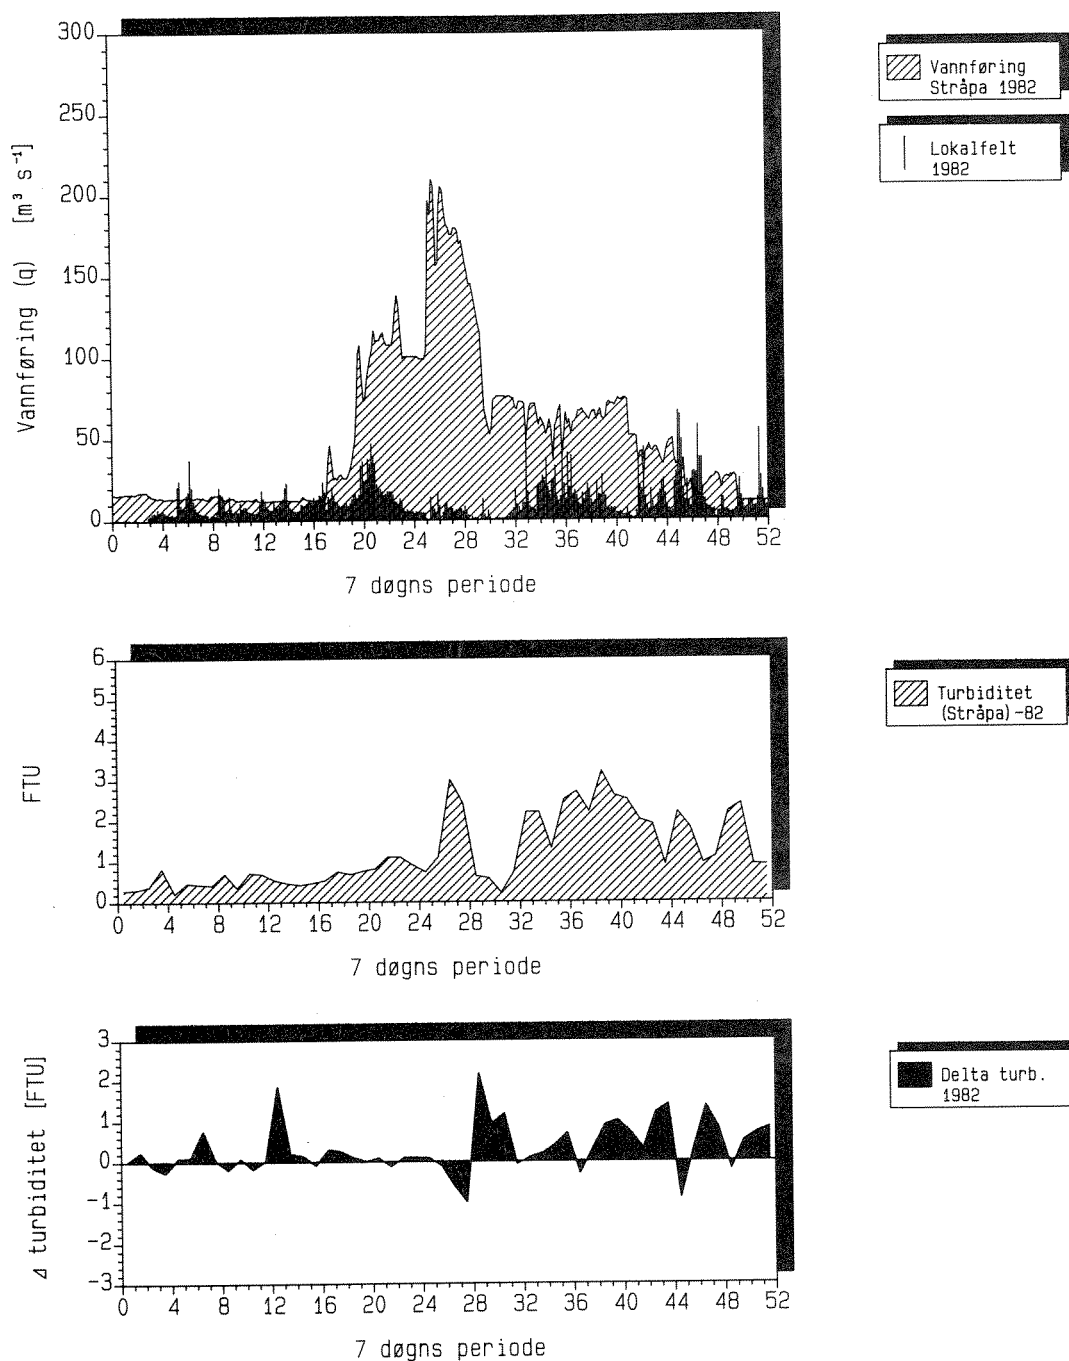 300
250
200
150
100
50
0
Vannføring (q) [m³ s⁻¹]
0 4 8 12 16 20 24 28 32 36 40 44 48 52
7 døgns periode
Vannføring
Stråpa 1982
Lokalfelt
1982
6
5
4
3
2
1
0
FTU
0 4 8 12 16 20 24 28 32 36 40 44 48 52
7 døgns periode
Turbiditet
(Stråpa)-82
3
2
1
0
-1
-2
-3
Δ turbiditet [FTU]
0 4 8 12 16 20 24 28 32 36 40 44 48 52
7 døgns periode
Delta turb.
1982